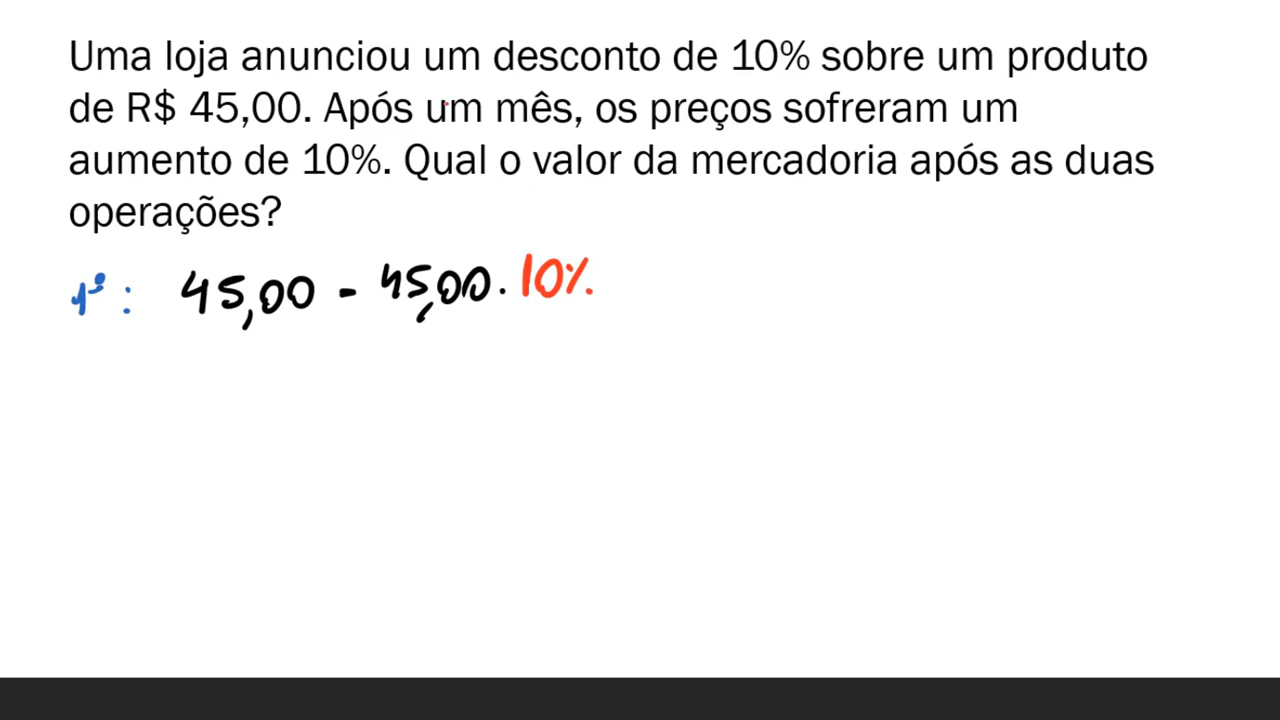 Uma loja anunciou um desconto de 10% sobre um produto
de R$ 45,00. Após um mês, os preços sofreram um
aumento de 10%. Qual o valor da mercadoria após as duas
operações?
1º: 45,00 - 45,00 . 10%